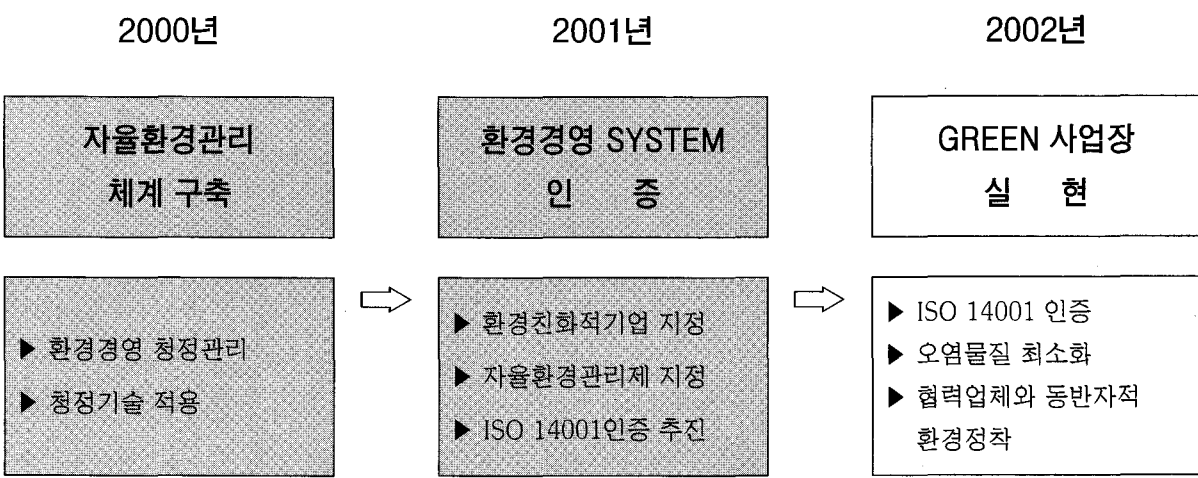 2000년
2001년
2002년
자율환경관리
체계 구축
환경경영 SYSTEM
인 증
GREEN 사업장
실 현
▶ 환경경영 청정관리
▶ 청정기술 적용
▶ 환경친화적기업 지정
▶ 자율환경관리제 지정
▶ ISO 14001인증 추진
▶ ISO 14001 인증
▶ 오염물질 최소화
▶ 협력업체와 동반자적
환경정착